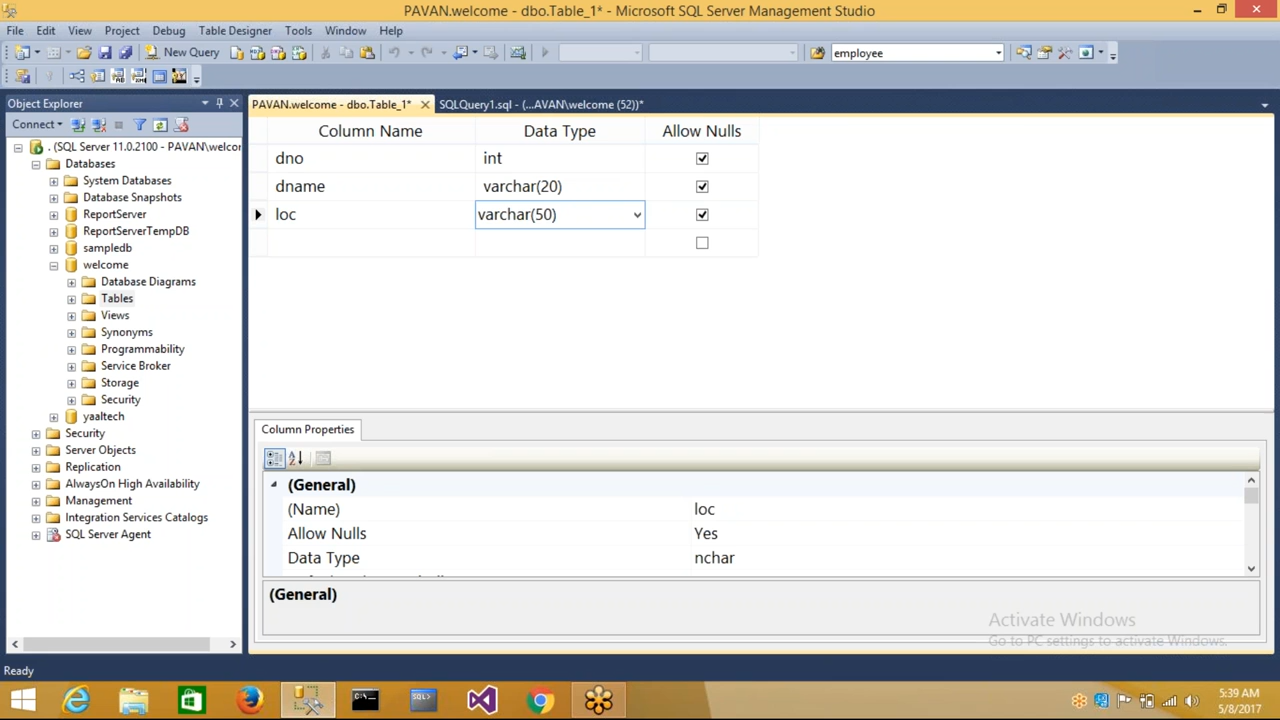 PAVAN.welcome - dbo.Table_1* - Microsoft SQL Server Management Studio
File Edit View Project Debug Table Designer Tools Window Help
New Query employee
Object Explorer
PAVAN.welcome - dbo.Table_1* SQLQuery1.sql - (...AVAN\welcome (52))*
Connect
. (SQL Server 11.0.2100 - PAVAN\welcor
Databases
System Databases
Database Snapshots
ReportServer
ReportServerTempDB
sampledb
welcome
Database Diagrams
Tables
Views
Synonyms
Programmability
Service Broker
Storage
Security
yaaltech
Security
Server Objects
Replication
AlwaysOn High Availability
Management
Integration Services Catalogs
SQL Server Agent
Column Name Data Type Allow Nulls
dno int
dname varchar(20)
loc varchar(50)
Column Properties
(General)
(Name) loc
Allow Nulls Yes
Data Type nchar
(General)
Activate Windows
Go to PC settings to activate Windows.
Ready
5:39 AM
5/8/2017